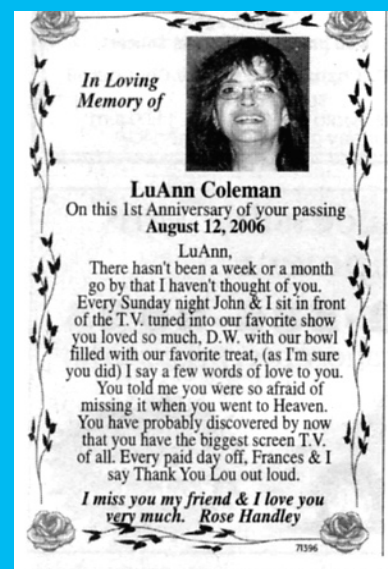 In Loving
Memory of
LuAnn Coleman
On this 1st Anniversary of your passing
August 12, 2006
LuAnn,
There hasn't been a week or a month
go by that I haven't thought of you.
Every Sunday night John & I sit in front
of the T.V. tuned into our favorite show
you loved so much, D.W. with our bowl
filled with our favorite treat, (as I'm sure
you did) I say a few words of love to you.
You told me you were so afraid of
missing it when you went to Heaven.
You have probably discovered by now
that you have the biggest screen T.V.
of all. Every paid day off, Frances & I
say Thank You Lou out loud.
I miss you my friend & I love you
very much. Rose Handley
71396